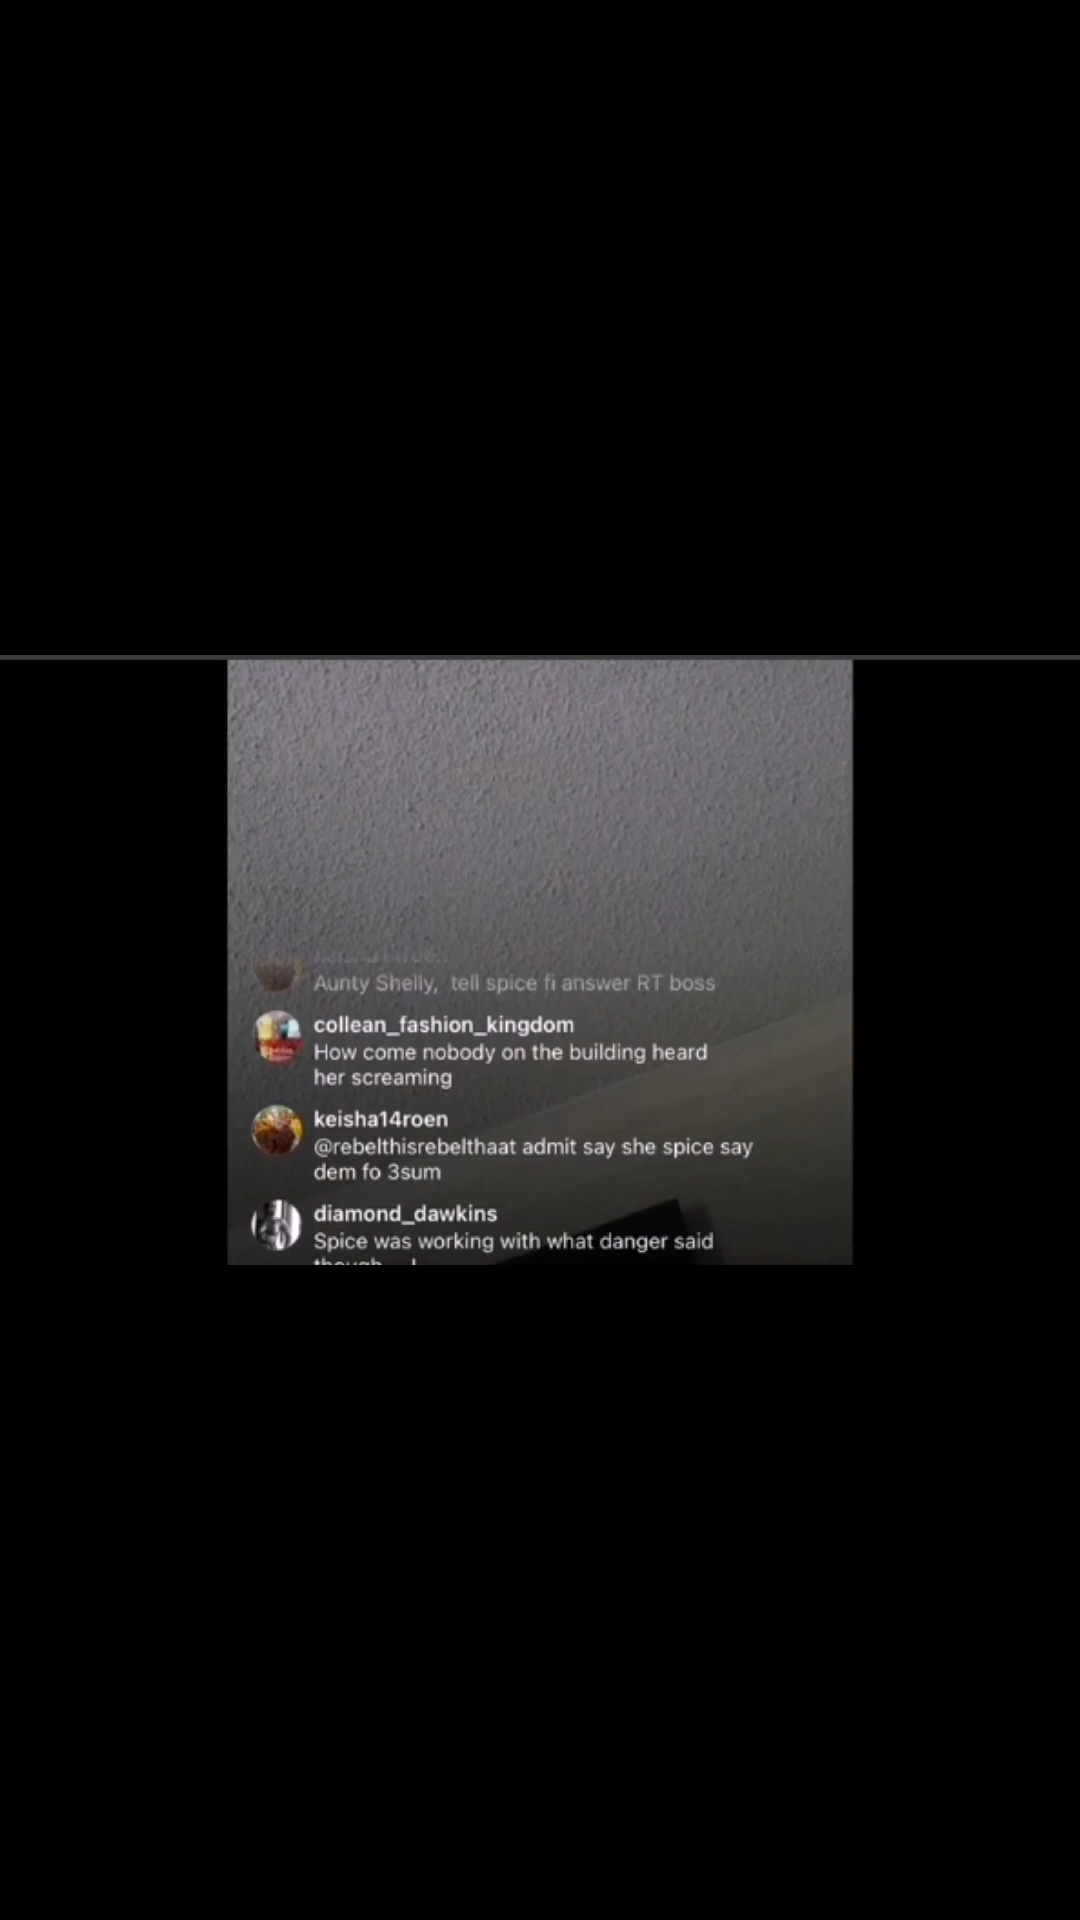 Aunty Shelly, tell spice fi answer RT boss
collean_fashion_kingdom
How come nobody on the building heard
her screaming
keisha14roen
@rebelthisrebelthaat admit say she spice say
dem fo 3sum
diamond_dawkins
Spice was working with what danger said
though